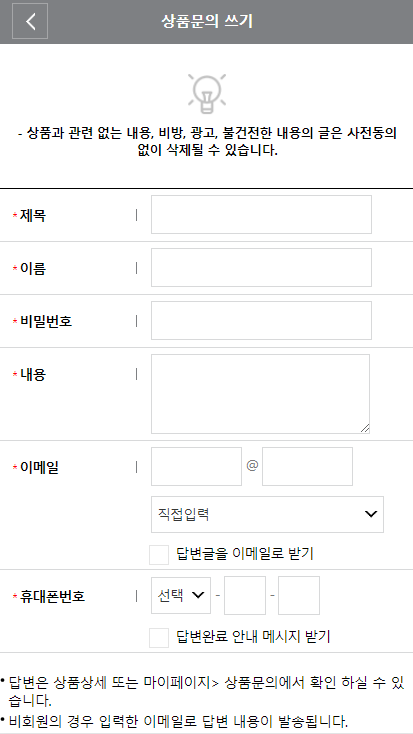 상품문의 쓰기
- 상품과 관련 없는 내용, 비방, 광고, 불건전한 내용의 글은 사전동의
없이 삭제될 수 있습니다.
*제목 |
*이름 |
*비밀번호 |
*내용 |
*이메일 | @
직접입력
답변글을 이메일로 받기
*휴대폰번호 | 선택 - -
답변완료 안내 메시지 받기
• 답변은 상품상세 또는 마이페이지> 상품문의에서 확인 하실 수 있
습니다.
• 비회원의 경우 입력한 이메일로 답변 내용이 발송됩니다.